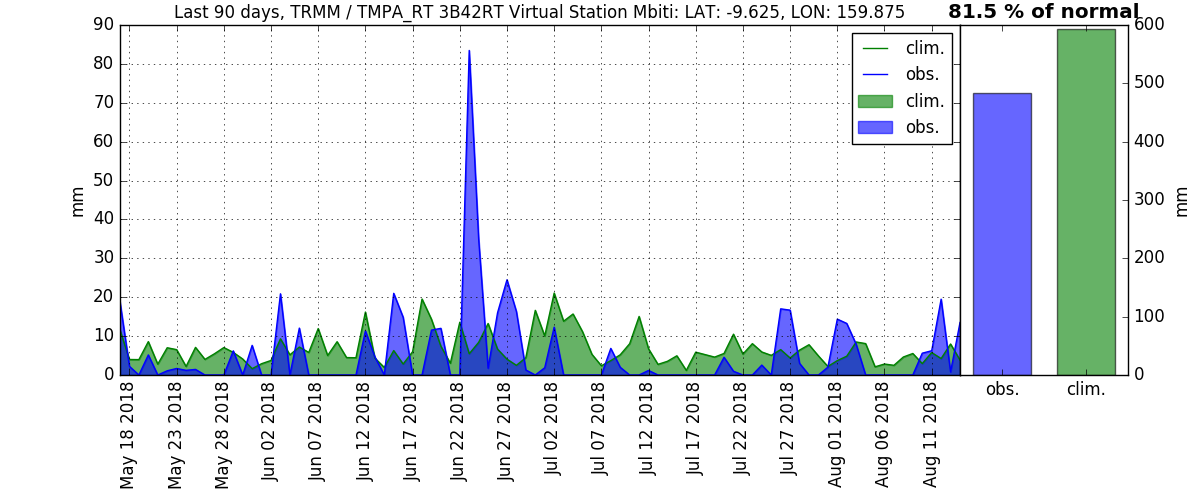 Last 90 days, TRMM / TMPA_RT 3B42RT Virtual Station Mbiti: LAT: -9.625, LON: 159.875
81.5 % of normal
90
80
70
60
50
40
30
20
10
0
mm
clim.
obs.
clim.
obs.
May 18 2018
May 23 2018
May 28 2018
Jun 02 2018
Jun 07 2018
Jun 12 2018
Jun 17 2018
Jun 22 2018
Jun 27 2018
Jul 02 2018
Jul 07 2018
Jul 12 2018
Jul 17 2018
Jul 22 2018
Jul 27 2018
Aug 01 2018
Aug 06 2018
Aug 11 2018
600
500
400
300
200
100
0
mm
obs.
clim.